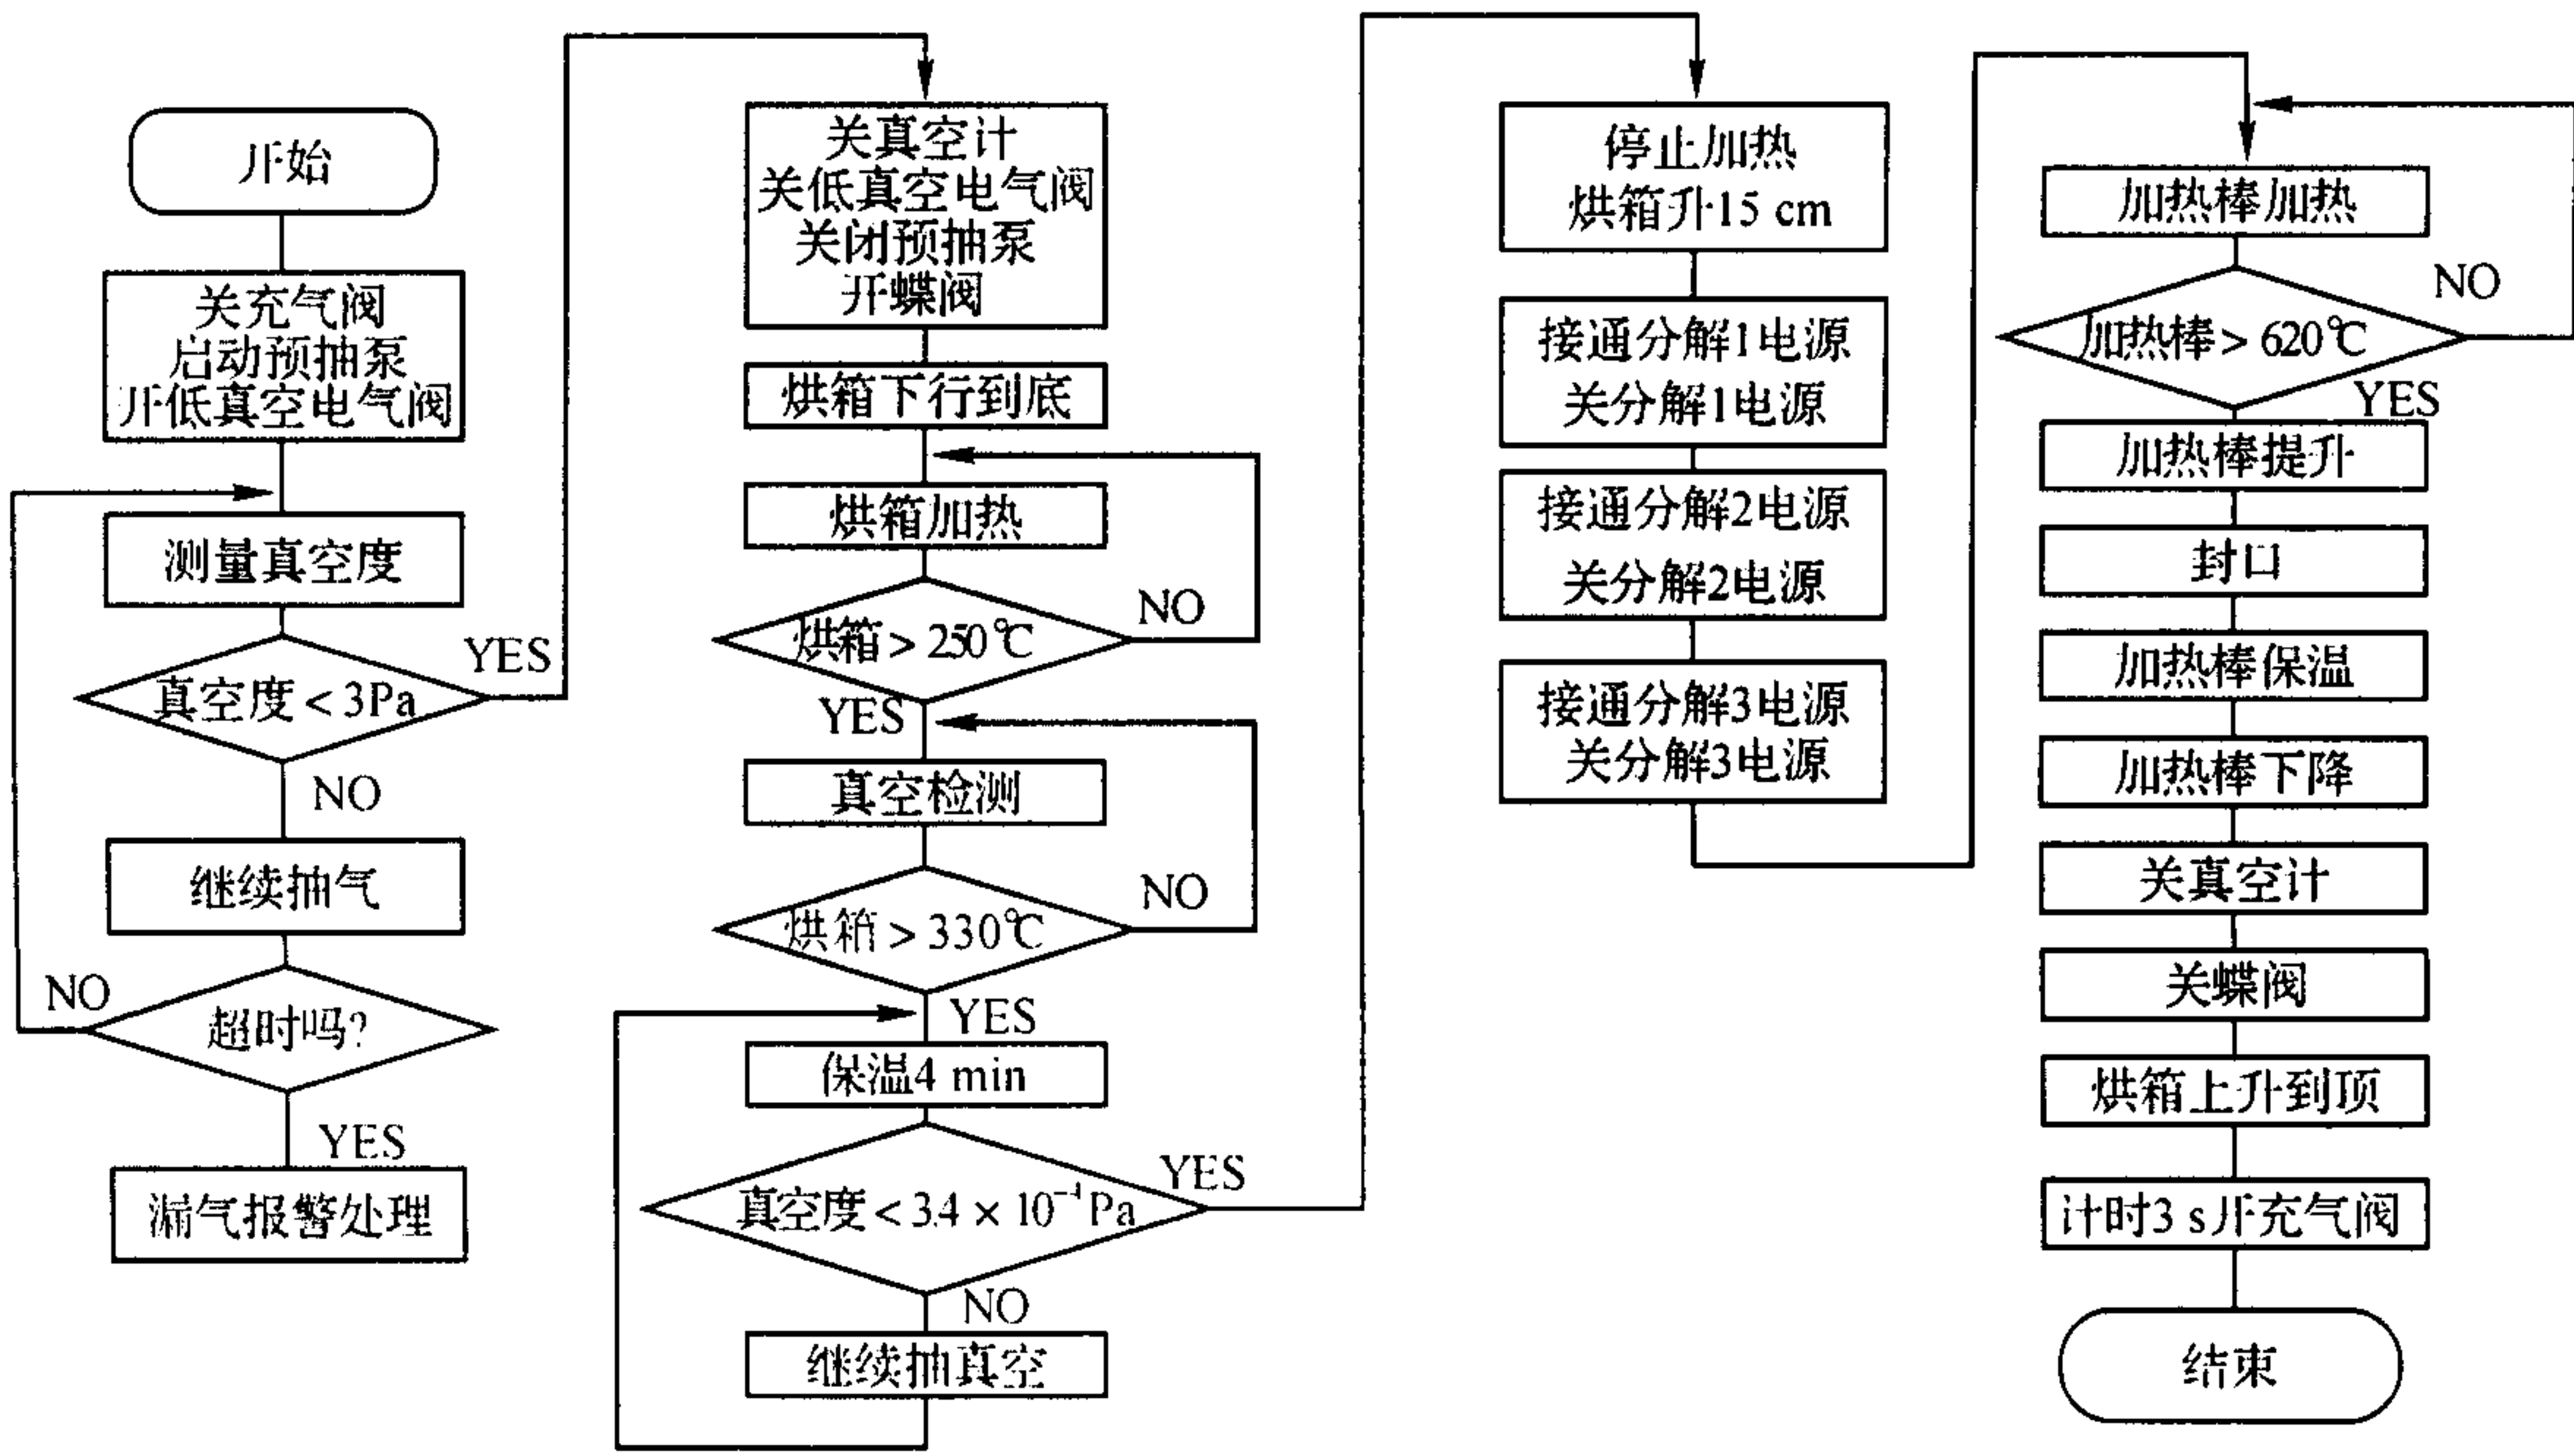 开始
关充气阀
启动预抽泵
开低真空电气阀
测量真空度
真空度<3Pa
YES
NO
继续抽气
超时吗?
NO
YES
漏气报警处理
关真空计
关低真空电气阀
关闭预抽泵
开蝶阀
烘箱下行到底
烘箱加热
烘箱>250℃
NO
YES
真空检测
烘箱>330℃
NO
YES
保温4 min
真空度<3.4×10⁻⁴Pa
YES
NO
继续抽真空
停止加热
烘箱升15 cm
接通分解1电源
关分解1电源
接通分解2电源
关分解2电源
接通分解3电源
关分解3电源
加热棒加热
加热棒>620℃
NO
YES
加热棒提升
封口
加热棒保温
加热棒下降
关真空计
关蝶阀
烘箱上升到顶
计时3 s开充气阀
结束